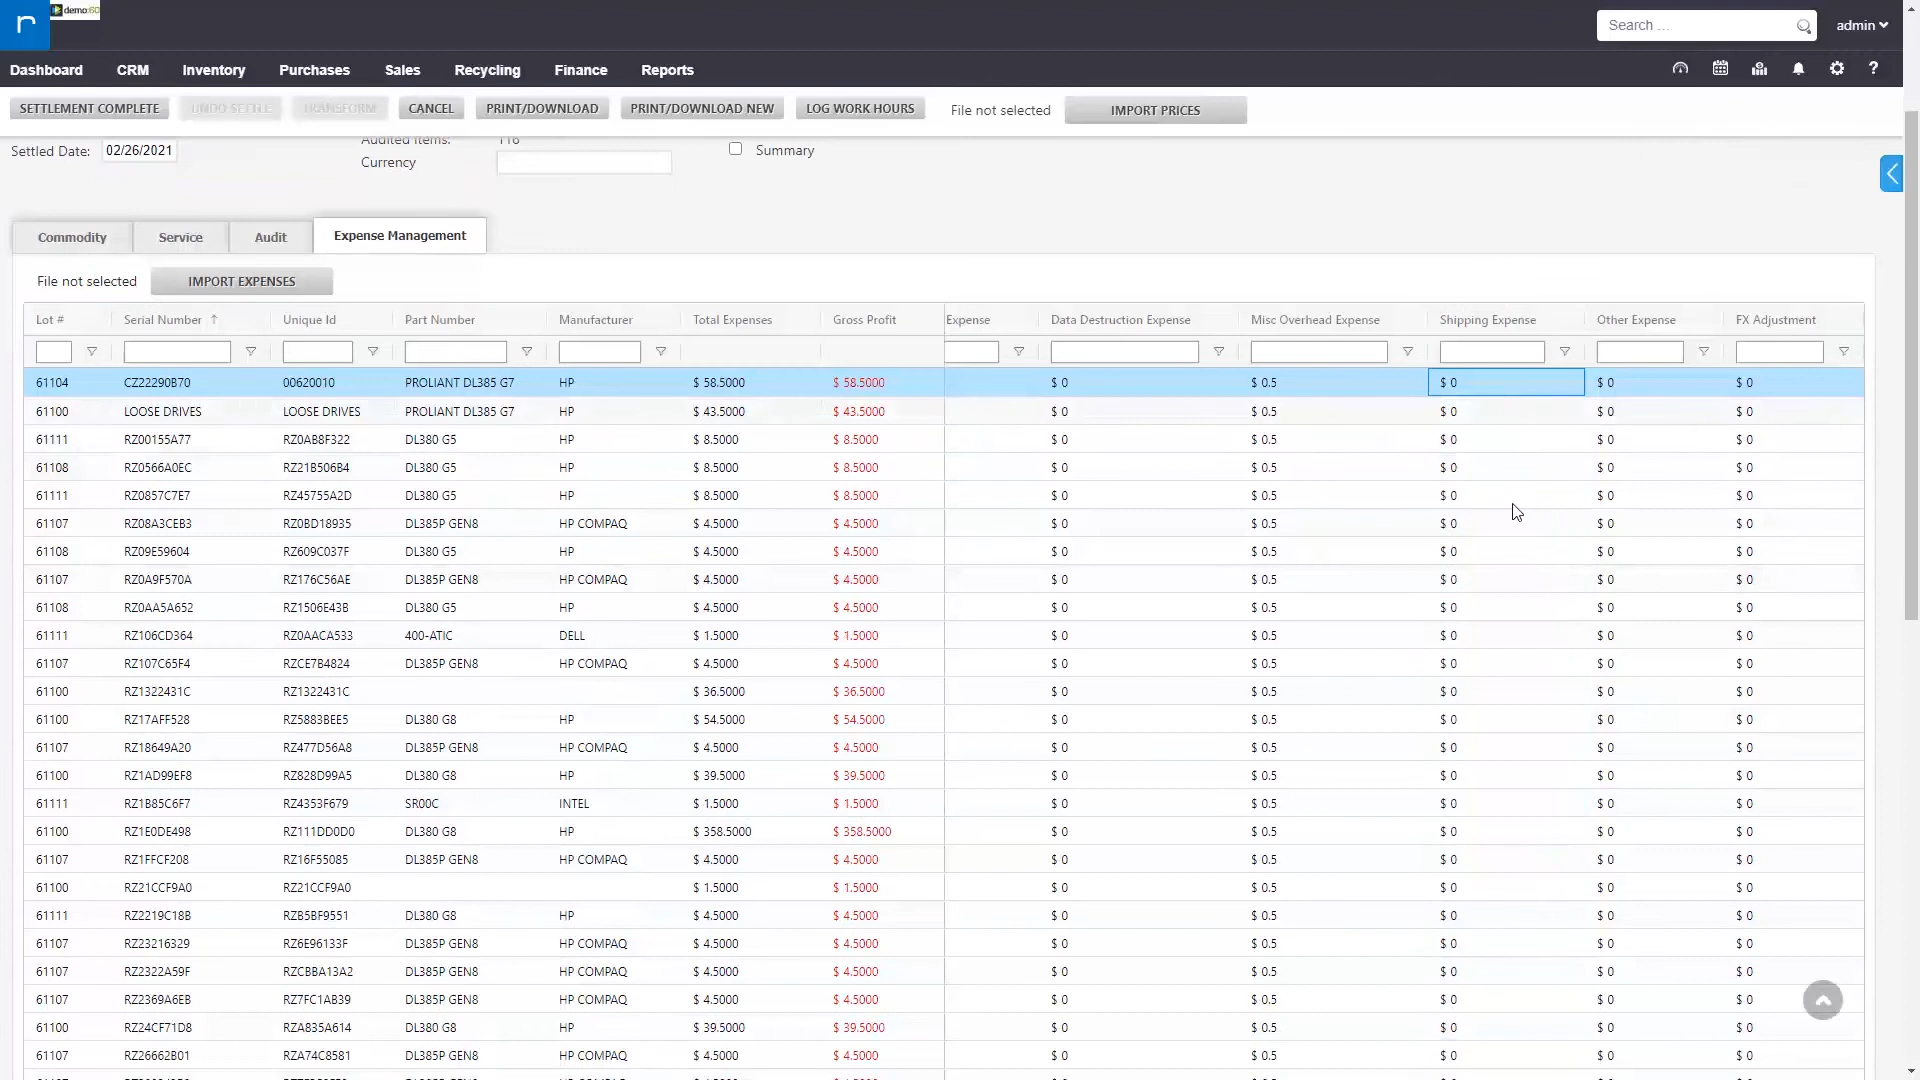 r demo:60
Search ...
admin
Dashboard CRM Inventory Purchases Sales Recycling Finance Reports ?
SETTLEMENT COMPLETE UNDO SETTLE TRANSFORM CANCEL PRINT/DOWNLOAD PRINT/DOWNLOAD NEW LOG WORK HOURS File not selected IMPORT PRICES
Audited Items: 116
Settled Date: 02/26/2021 Currency Summary
Commodity Service Audit Expense Management
File not selected IMPORT EXPENSES
Lot # Serial Number ↑ Unique Id Part Number Manufacturer Total Expenses Gross Profit Expense Data Destruction Expense Misc Overhead Expense Shipping Expense Other Expense FX Adjustment
61104 CZ22290B70 00620010 PROLIANT DL385 G7 HP $ 58.5000 $ 58.5000 $ 0 $ 0.5 $ 0 $ 0 $ 0
61100 LOOSE DRIVES LOOSE DRIVES PROLIANT DL385 G7 HP $ 43.5000 $ 43.5000 $ 0 $ 0.5 $ 0 $ 0 $ 0
61111 RZ00155A77 RZ0AB8F322 DL380 G5 HP $ 8.5000 $ 8.5000 $ 0 $ 0.5 $ 0 $ 0 $ 0
61108 RZ0566A0EC RZ21B506B4 DL380 G5 HP $ 8.5000 $ 8.5000 $ 0 $ 0.5 $ 0 $ 0 $ 0
61111 RZ0857C7E7 RZ45755A2D DL380 G5 HP $ 8.5000 $ 8.5000 $ 0 $ 0.5 $ 0 $ 0 $ 0
61107 RZ08A3CEB3 RZ0BD18935 DL385P GEN8 HP COMPAQ $ 4.5000 $ 4.5000 $ 0 $ 0.5 $ 0 $ 0 $ 0
61108 RZ09E59604 RZ609C037F DL380 G5 HP $ 4.5000 $ 4.5000 $ 0 $ 0.5 $ 0 $ 0 $ 0
61107 RZ0A9F570A RZ176C56AE DL385P GEN8 HP COMPAQ $ 4.5000 $ 4.5000 $ 0 $ 0.5 $ 0 $ 0 $ 0
61108 RZ0AA5A652 RZ1506E43B DL380 G5 HP $ 4.5000 $ 4.5000 $ 0 $ 0.5 $ 0 $ 0 $ 0
61111 RZ106CD364 RZ0AACA533 400-ATIC DELL $ 1.5000 $ 1.5000 $ 0 $ 0.5 $ 0 $ 0 $ 0
61107 RZ107C65F4 RZCE7B4824 DL385P GEN8 HP COMPAQ $ 4.5000 $ 4.5000 $ 0 $ 0.5 $ 0 $ 0 $ 0
61100 RZ1322431C RZ1322431C $ 36.5000 $ 36.5000 $ 0 $ 0.5 $ 0 $ 0 $ 0
61100 RZ17AFF528 RZ5883BEE5 DL380 G8 HP $ 54.5000 $ 54.5000 $ 0 $ 0.5 $ 0 $ 0 $ 0
61107 RZ18649A20 RZ477D56A8 DL385P GEN8 HP COMPAQ $ 4.5000 $ 4.5000 $ 0 $ 0.5 $ 0 $ 0 $ 0
61100 RZ1AD99EF8 RZ828D99A5 DL380 G8 HP $ 39.5000 $ 39.5000 $ 0 $ 0.5 $ 0 $ 0 $ 0
61111 RZ1B85C6F7 RZ4353F679 SR00C INTEL $ 1.5000 $ 1.5000 $ 0 $ 0.5 $ 0 $ 0 $ 0
61100 RZ1E0DE498 RZ111DD0D0 DL380 G8 HP $ 358.5000 $ 358.5000 $ 0 $ 0.5 $ 0 $ 0 $ 0
61107 RZ1FFCF208 RZ16F55085 DL385P GEN8 HP COMPAQ $ 4.5000 $ 4.5000 $ 0 $ 0.5 $ 0 $ 0 $ 0
61100 RZ21CCF9A0 RZ21CCF9A0 $ 1.5000 $ 1.5000 $ 0 $ 0.5 $ 0 $ 0 $ 0
61111 RZ2219C18B RZB5BF9551 DL380 G8 HP $ 4.5000 $ 4.5000 $ 0 $ 0.5 $ 0 $ 0 $ 0
61107 RZ23216329 RZ6E96133F DL385P GEN8 HP COMPAQ $ 4.5000 $ 4.5000 $ 0 $ 0.5 $ 0 $ 0 $ 0
61107 RZ2322A59F RZCBBA13A2 DL385P GEN8 HP COMPAQ $ 4.5000 $ 4.5000 $ 0 $ 0.5 $ 0 $ 0 $ 0
61107 RZ2369A6EB RZ7FC1AB39 DL385P GEN8 HP COMPAQ $ 4.5000 $ 4.5000 $ 0 $ 0.5 $ 0 $ 0 $ 0
61100 RZ24CF71D8 RZA835A614 DL380 G8 HP $ 39.5000 $ 39.5000 $ 0 $ 0.5 $ 0 $ 0 $ 0
61107 RZ26662B01 RZA74C8581 DL385P GEN8 HP COMPAQ $ 4.5000 $ 4.5000 $ 0 $ 0.5 $ 0 $ 0 $ 0